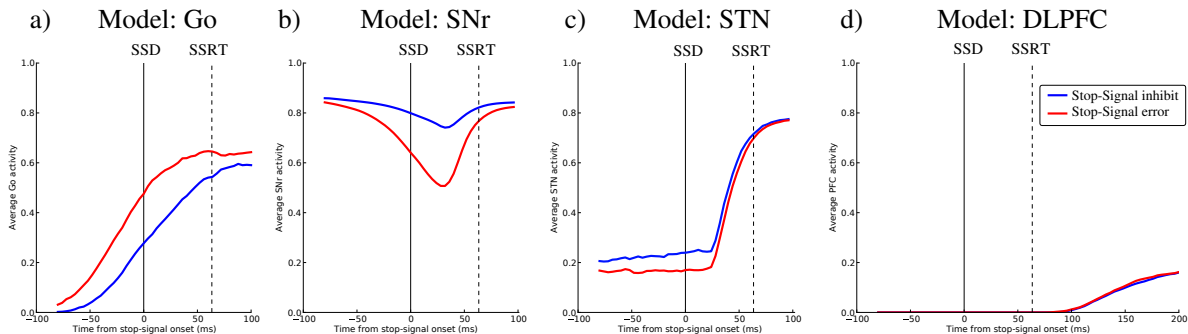 a) Model: Go
SSD SSRT
1.0
0.8
0.6
0.4
0.2
0.0
Average Go activity
−100 −50 0 50 100
Time from stop-signal onset (ms)
b) Model: SNr
SSD SSRT
1.0
0.8
0.6
0.4
0.2
0.0
Average SNr activity
−100 −50 0 50 100
Time from stop-signal onset (ms)
c) Model: STN
SSD SSRT
1.0
0.8
0.6
0.4
0.2
0.0
Average STN activity
−100 −50 0 50 100
Time from stop-signal onset (ms)
d) Model: DLPFC
SSD SSRT
Stop-Signal inhibit
Stop-Signal error
1.0
0.8
0.6
0.4
0.2
0.0
Average PFC activity
−100 −50 0 50 100 150 200
Time from stop-signal onset (ms)